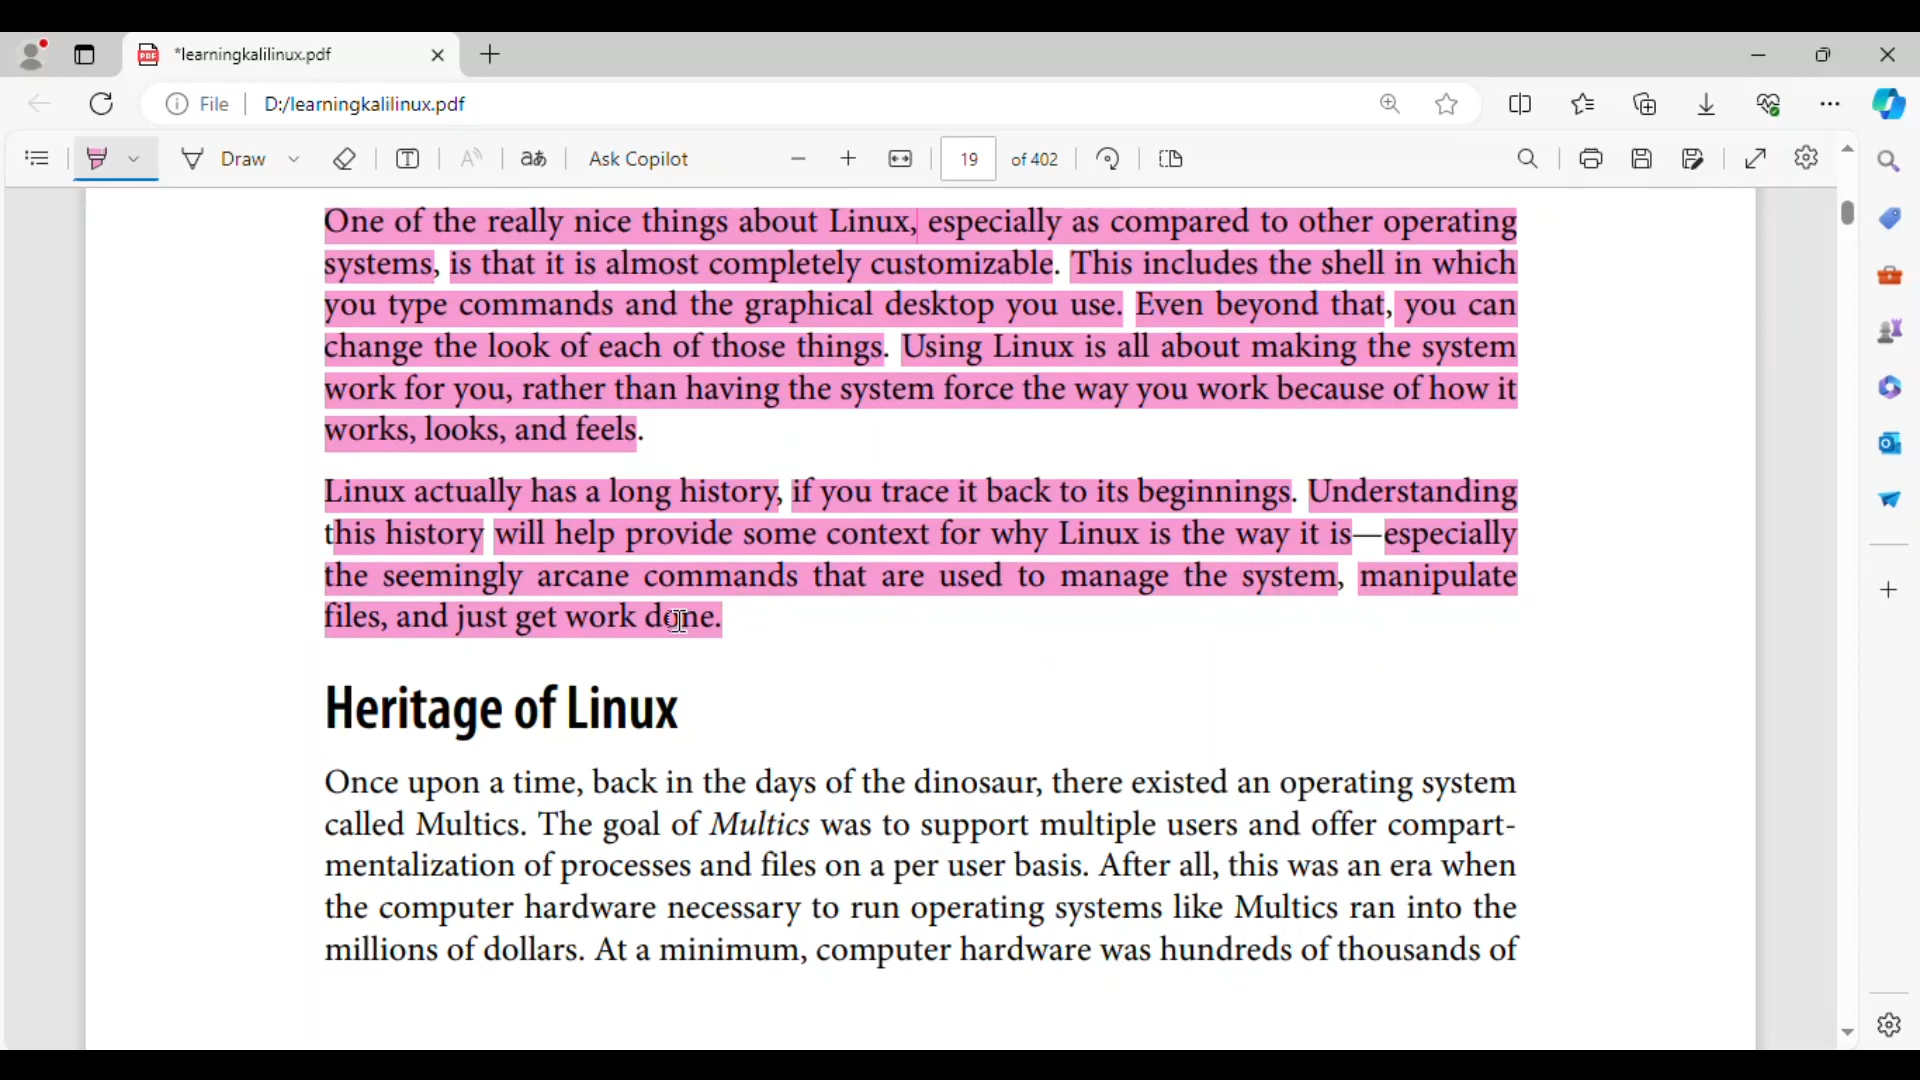 *learningkalilinux.pdf
File D:/learningkalilinux.pdf
Draw Ask Copilot 19 of 402
One of the really nice things about Linux, especially as compared to other operating
systems, is that it is almost completely customizable. This includes the shell in which
you type commands and the graphical desktop you use. Even beyond that, you can
change the look of each of those things. Using Linux is all about making the system
work for you, rather than having the system force the way you work because of how it
works, looks, and feels.
Linux actually has a long history, if you trace it back to its beginnings. Understanding
this history will help provide some context for why Linux is the way it is—especially
the seemingly arcane commands that are used to manage the system, manipulate
files, and just get work done.
Heritage of Linux
Once upon a time, back in the days of the dinosaur, there existed an operating system
called Multics. The goal of Multics was to support multiple users and offer compart-
mentalization of processes and files on a per user basis. After all, this was an era when
the computer hardware necessary to run operating systems like Multics ran into the
millions of dollars. At a minimum, computer hardware was hundreds of thousands of